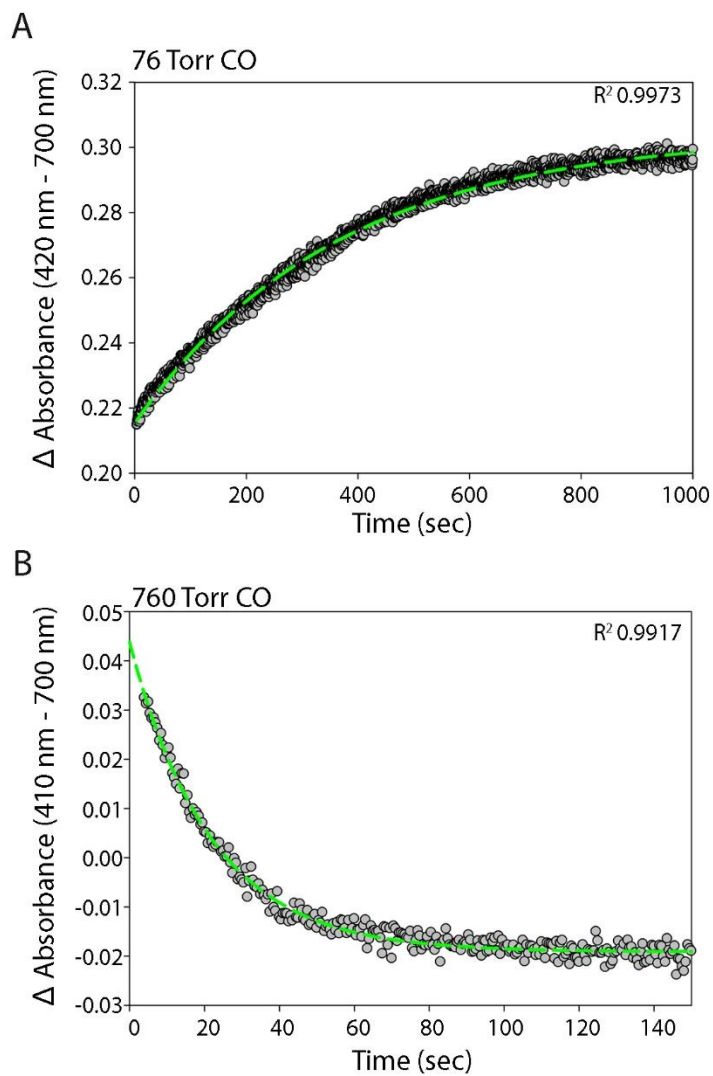 A
76 Torr CO
R² 0.9973
Δ Absorbance (420 nm - 700 nm)
0.32
0.30
0.28
0.26
0.24
0.22
0.20
0 200 400 600 800 1000
Time (sec)
B
760 Torr CO
R² 0.9917
Δ Absorbance (410 nm - 700 nm)
0.05
0.04
0.03
0.02
0.01
0.00
-0.01
-0.02
-0.03
0 20 40 60 80 100 120 140
Time (sec)